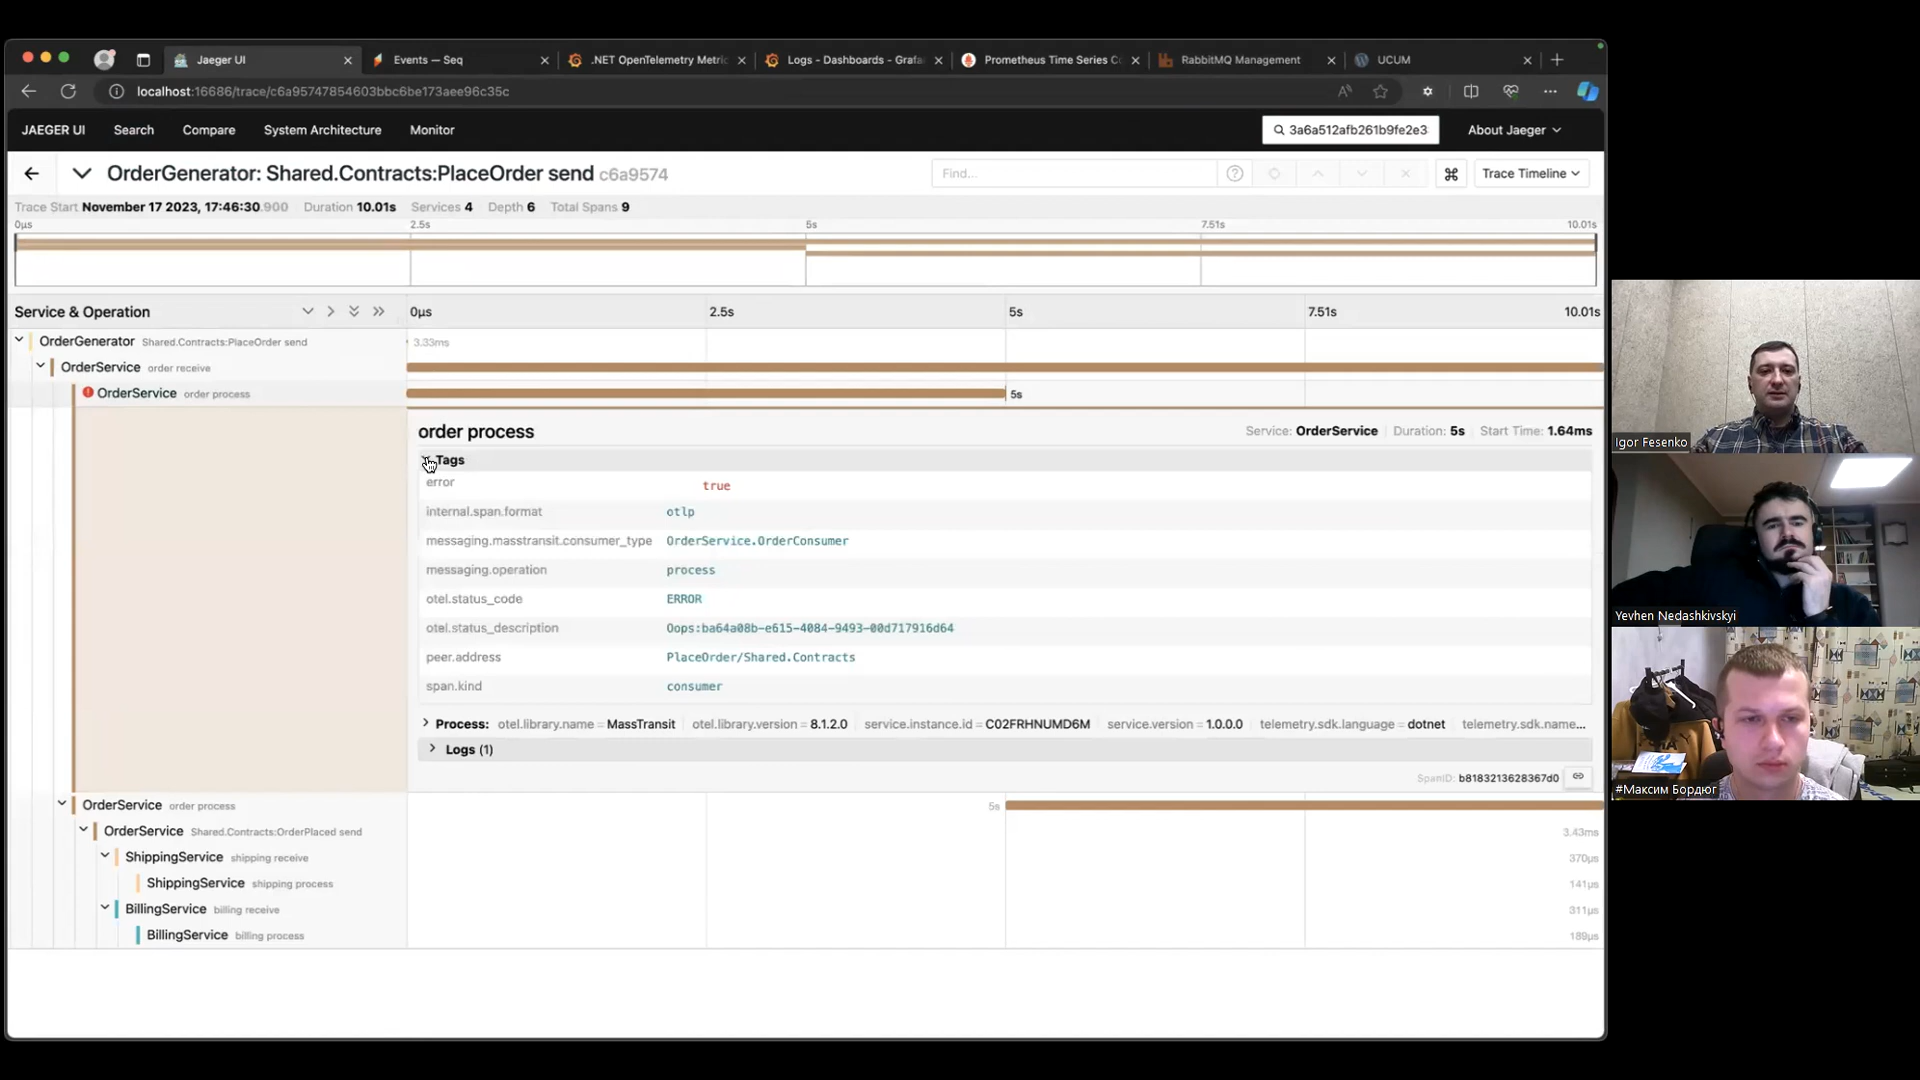 Jaeger UI
Events — Seq
.NET OpenTelemetry Metric
Logs - Dashboards - Grafa
Prometheus Time Series Co
RabbitMQ Management
UCUM
localhost:16686/trace/c6a95747854603bbc6be173aee96c35c
JAEGER UI Search Compare System Architecture Monitor
3a6a512afb261b9fe2e3
About Jaeger
OrderGenerator: Shared.Contracts:PlaceOrder send c6a9574
Find...
Trace Timeline
Trace Start November 17 2023, 17:46:30.900 Duration 10.01s Services 4 Depth 6 Total Spans 9
0μs 2.5s 5s 7.51s 10.01s
Service & Operation 0μs 2.5s 5s 7.51s 10.01s
OrderGenerator Shared.Contracts:PlaceOrder send 3.33ms
OrderService order receive
OrderService order process 5s
order process Service: OrderService Duration: 5s Start Time: 1.64ms
Tags
error true
internal.span.format otlp
messaging.masstransit.consumer_type OrderService.OrderConsumer
messaging.operation process
otel.status_code ERROR
otel.status_description Oops:ba64a08b-e615-4084-9493-00d717916d64
peer.address PlaceOrder/Shared.Contracts
span.kind consumer
Process: otel.library.name = MassTransit otel.library.version = 8.1.2.0 service.instance.id = C02FRHNUMD6M service.version = 1.0.0.0 telemetry.sdk.language = dotnet telemetry.sdk.name...
Logs (1)
SpanID: b8183213628367d0
OrderService order process 5s
OrderService Shared.Contracts:OrderPlaced send 3.43ms
ShippingService shipping receive 370μs
ShippingService shipping process 141μs
BillingService billing receive 311μs
BillingService billing process 189μs
Igor Fesenko
Yevhen Nedashkivskyi
#Максим Бордюг